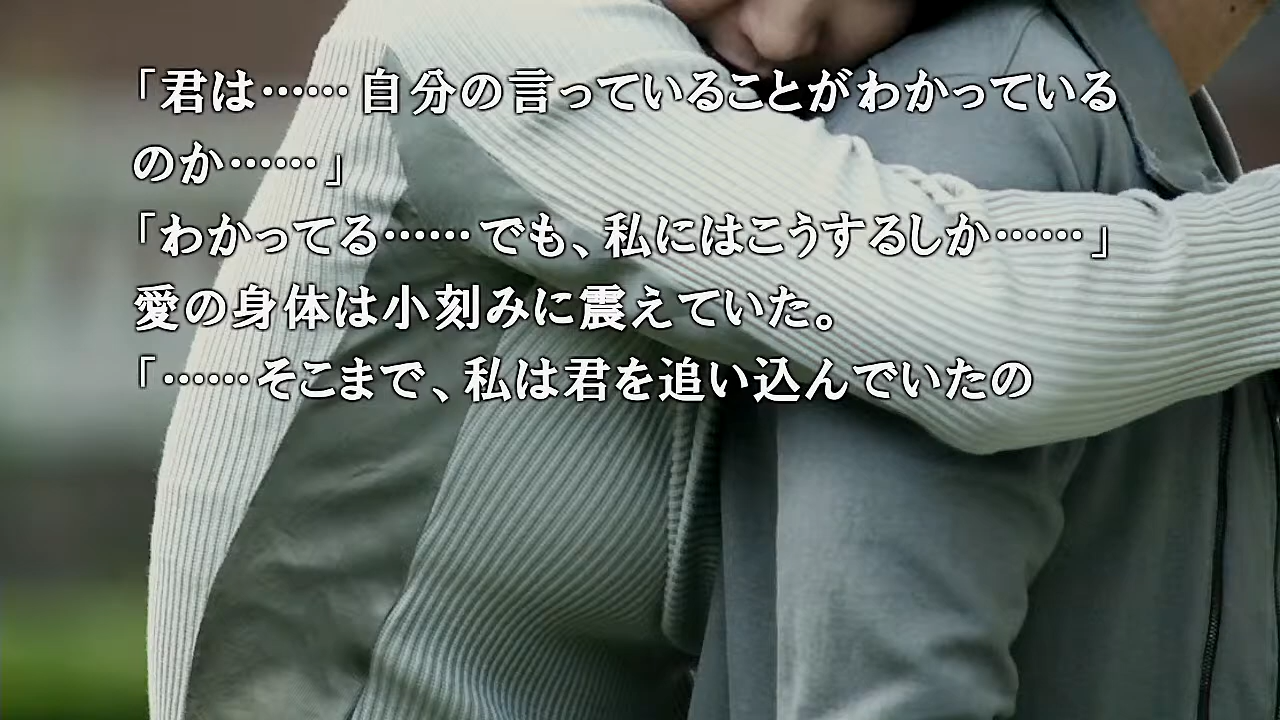 「君は……自分の言っていることがわかっている
のか……」
「わかってる……でも、私にはこうするしか……」
愛の身体は小刻みに震えていた。
「……そこまで、私は君を追い込んでいたの